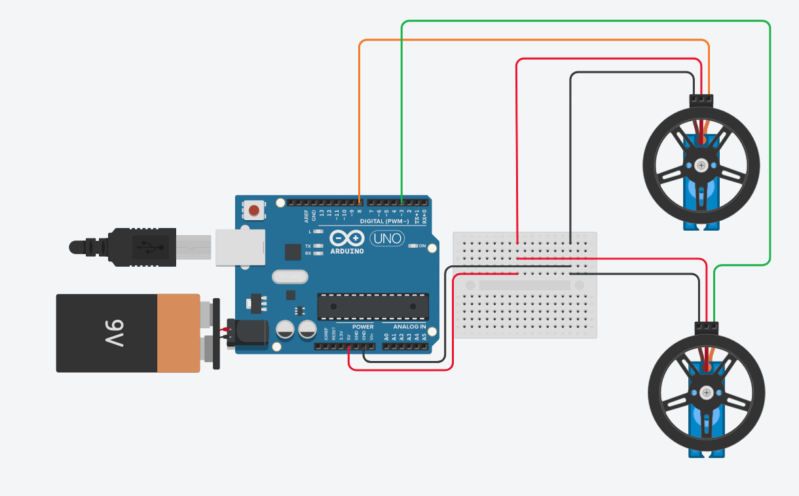 AREF
GND
13
12
~11
~10
~9
8
7
~6
~5
4
~3
2
TX→1
RX←0
DIGITAL (PWM~)
L
TX
RX
ARDUINO
UNO
ON
9V
POWER
ANALOG IN
IOREF
RESET
3.3V
5V
GND
GND
Vin
A0
A1
A2
A3
A4
A5